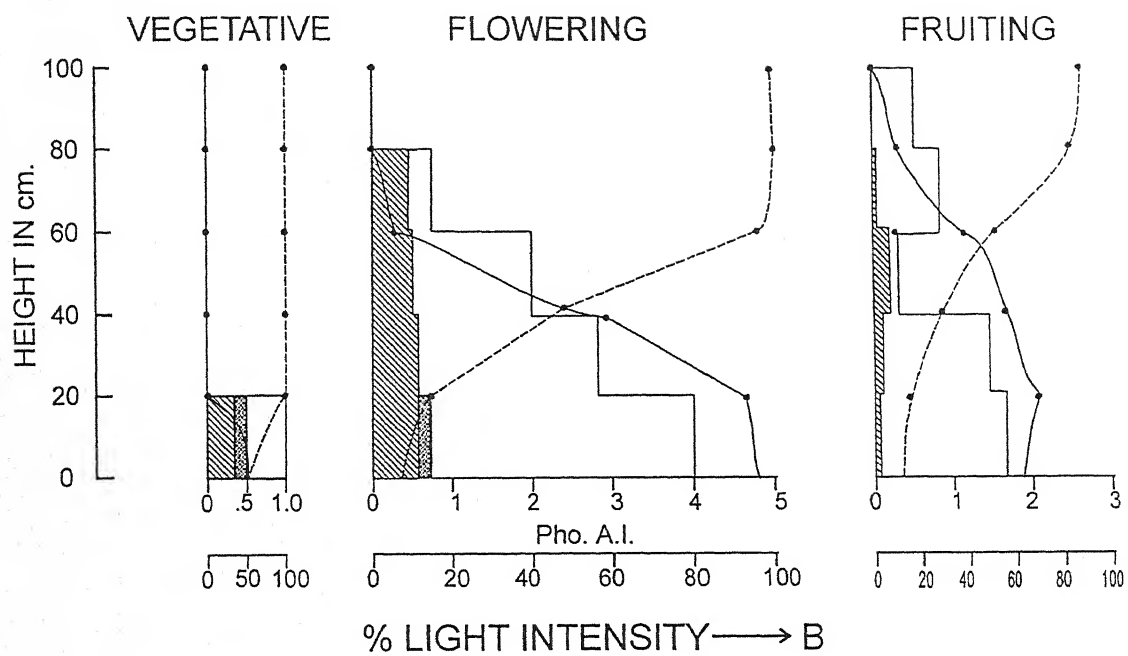 VEGETATIVE FLOWERING FRUITING
HEIGHT IN cm.
100
80
60
40
20
0
0 .5 1.0 0 1 2 3 4 5 0 1 2 3
Pho. A.I.
0 50 100 0 20 40 60 80 100 0 20 40 60 80 100
% LIGHT INTENSITY → B